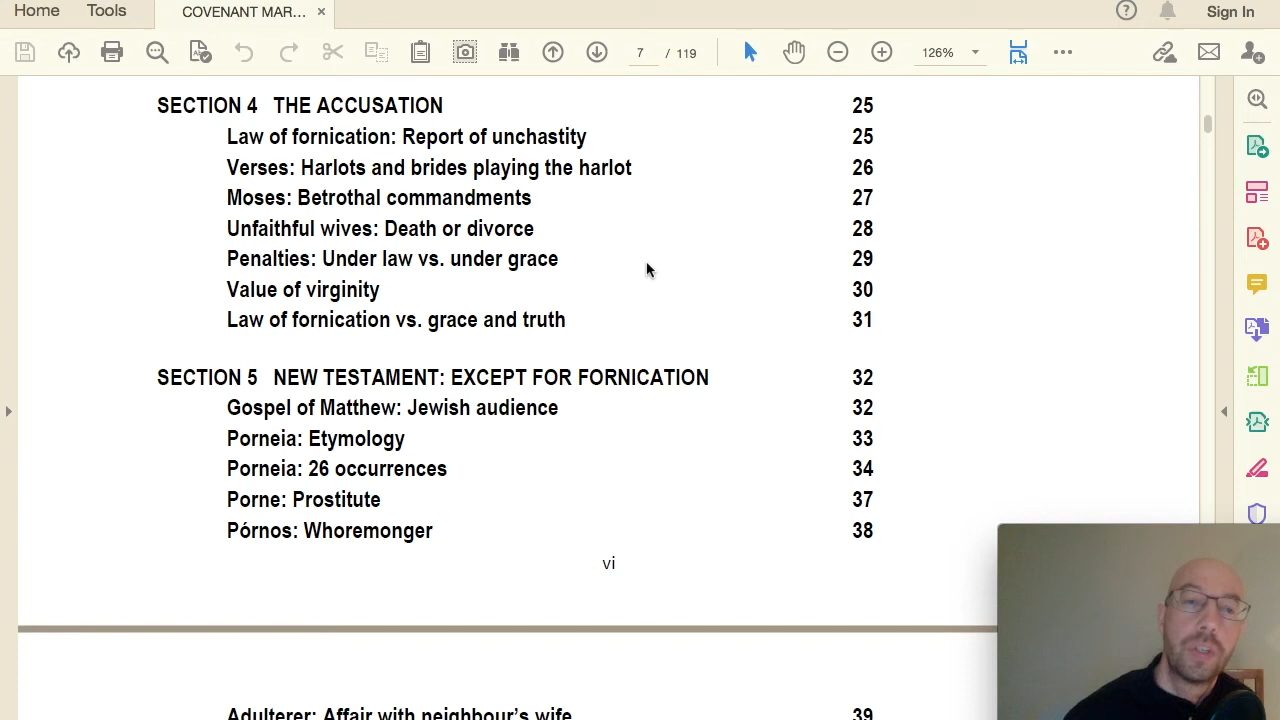 Home Tools COVENANT MAR... × Sign In
7 / 119 126%
SECTION 4 THE ACCUSATION 25
Law of fornication: Report of unchastity 25
Verses: Harlots and brides playing the harlot 26
Moses: Betrothal commandments 27
Unfaithful wives: Death or divorce 28
Penalties: Under law vs. under grace 29
Value of virginity 30
Law of fornication vs. grace and truth 31
SECTION 5 NEW TESTAMENT: EXCEPT FOR FORNICATION 32
Gospel of Matthew: Jewish audience 32
Porneia: Etymology 33
Porneia: 26 occurrences 34
Porne: Prostitute 37
Pórnos: Whoremonger 38
vi
Adulterer: Affair with neighbour's wife 39